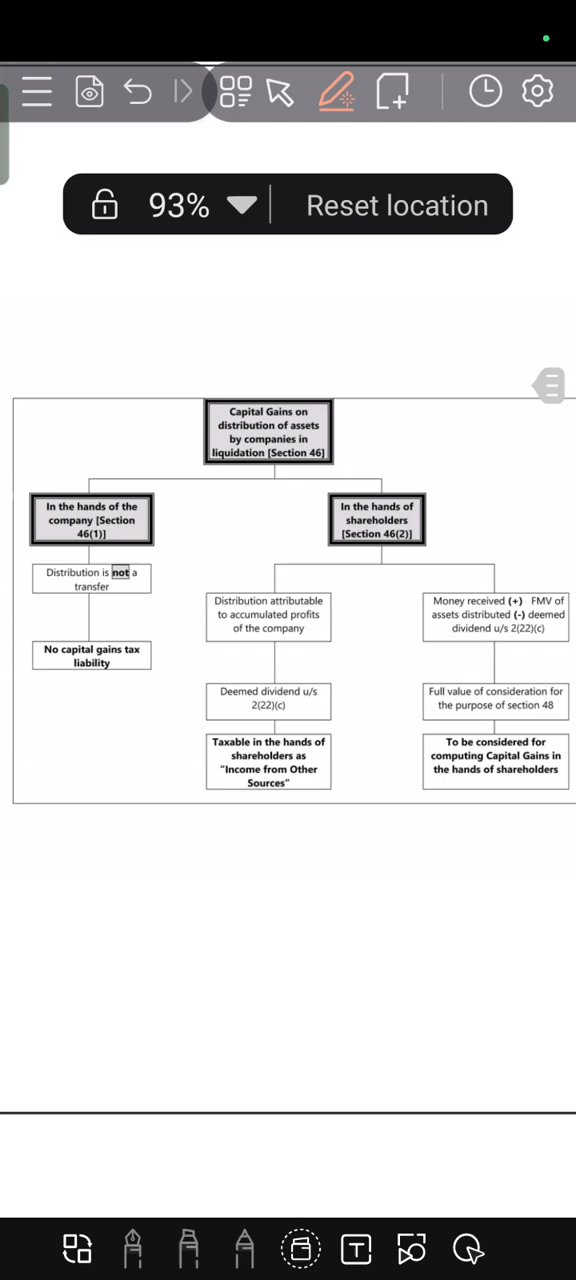 93%
Reset location
Capital Gains on
distribution of assets
by companies in
liquidation [Section 46]
In the hands of the
company [Section
46(1)]
In the hands of
shareholders
[Section 46(2)]
Distribution is not a
transfer
Distribution attributable
to accumulated profits
of the company
Money received (+) FMV of
assets distributed (-) deemed
dividend u/s 2(22)(c)
No capital gains tax
liability
Deemed dividend u/s
2(22)(c)
Full value of consideration for
the purpose of section 48
Taxable in the hands of
shareholders as
"Income from Other
Sources"
To be considered for
computing Capital Gains in
the hands of shareholders
T